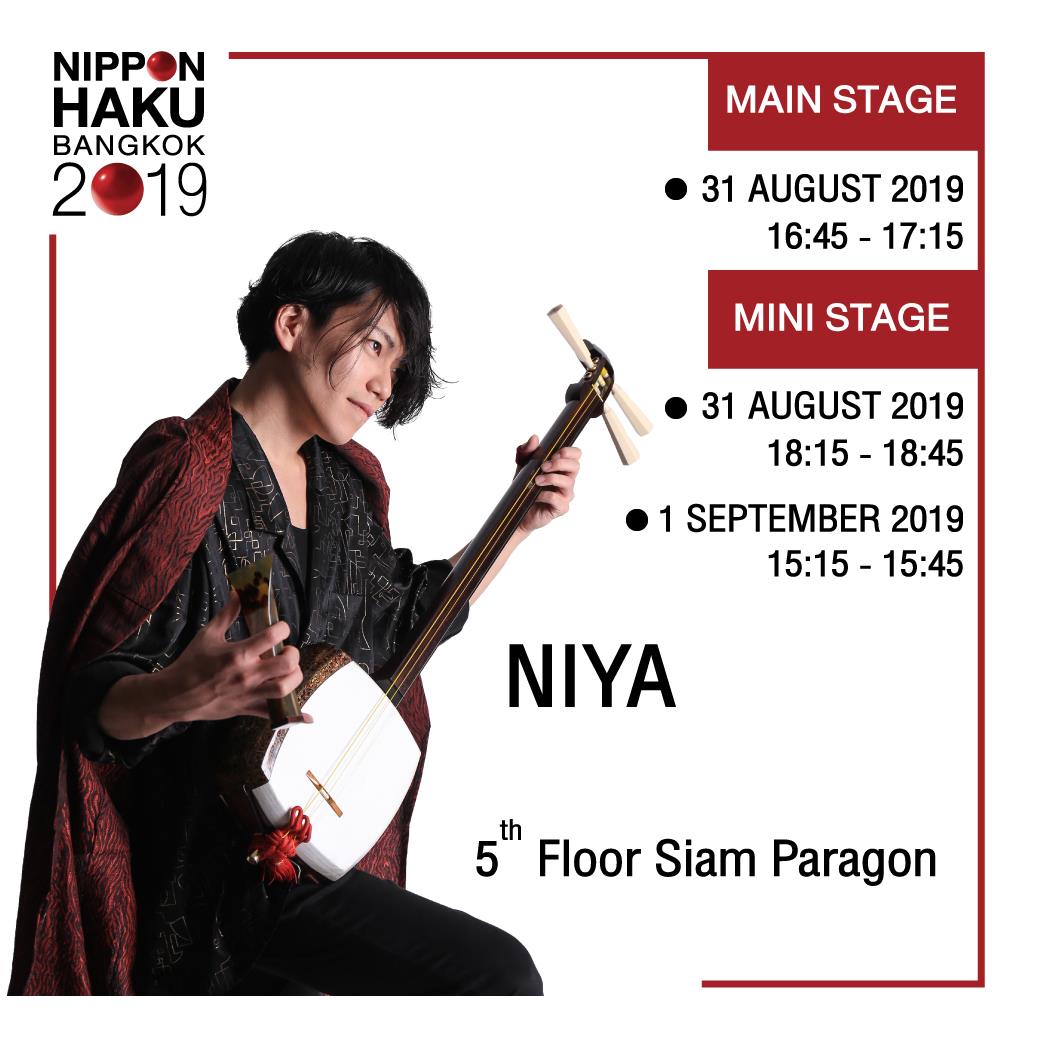 NIPPON
HAKU
BANGKOK
2019
MAIN STAGE
● 31 AUGUST 2019
16:45 - 17:15
MINI STAGE
● 31 AUGUST 2019
18:15 - 18:45
● 1 SEPTEMBER 2019
15:15 - 15:45
NIYA
5th Floor Siam Paragon